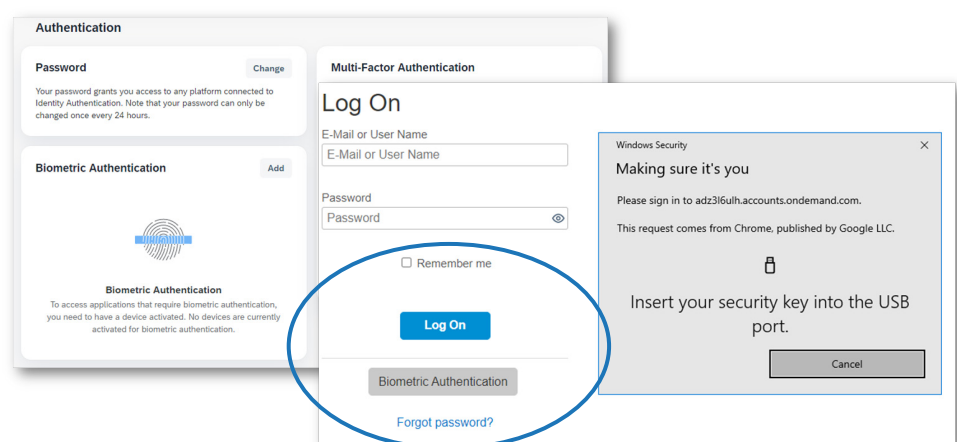 Authentication
Password
Change
Your password grants you access to any platform connected to
Identity Authentication. Note that your password can only be
changed once every 24 hours.
Multi-Factor Authentication
Biometric Authentication
Add
Biometric Authentication
To access applications that require biometric authentication,
you need to have a device activated. No devices are currently
activated for biometric authentication.
Log On
E-Mail or User Name
E-Mail or User Name
Password
Password
Remember me
Log On
Biometric Authentication
Forgot password?
Windows Security
Making sure it's you
Please sign in to adz3l6ulh.accounts.ondemand.com.
This request comes from Chrome, published by Google LLC.
Insert your security key into the USB
port.
Cancel